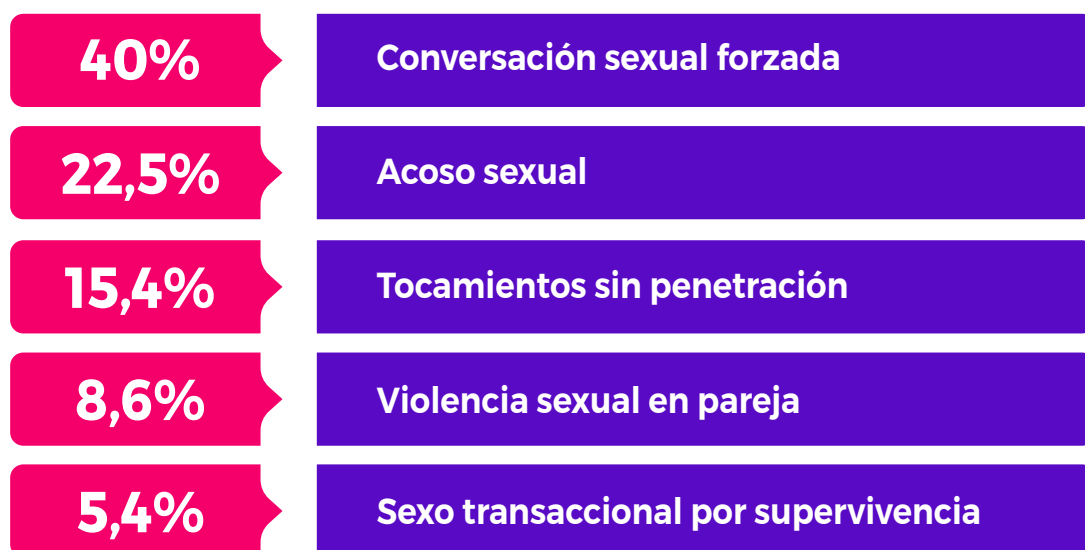 40% Conversación sexual forzada
22,5% Acoso sexual
15,4% Tocamientos sin penetración
8,6% Violencia sexual en pareja
5,4% Sexo transaccional por supervivencia